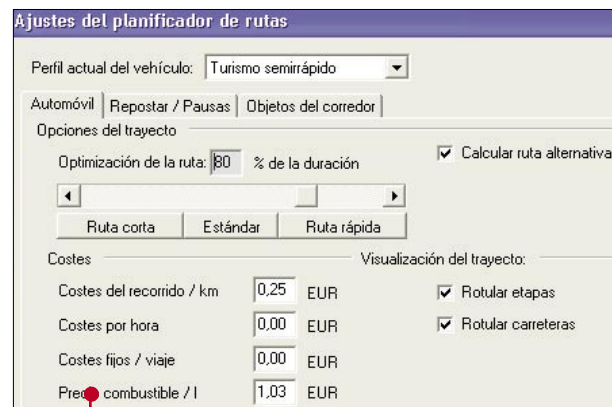 Ajustes del planificador de rutas
Perfil actual del vehículo: Turismo semirrápido
Automóvil Repostar / Pausas Objetos del corredor
Opciones del trayecto
Optimización de la ruta: 80 % de la duración
Calcular ruta alternativa
Ruta corta Estándar Ruta rápida
Costes Visualización del trayecto:
Costes del recorrido / km 0,25 EUR Rotular etapas
Costes por hora 0,00 EUR Rotular carreteras
Costes fijos / viaje 0,00 EUR
combustible / l 1,03 EUR